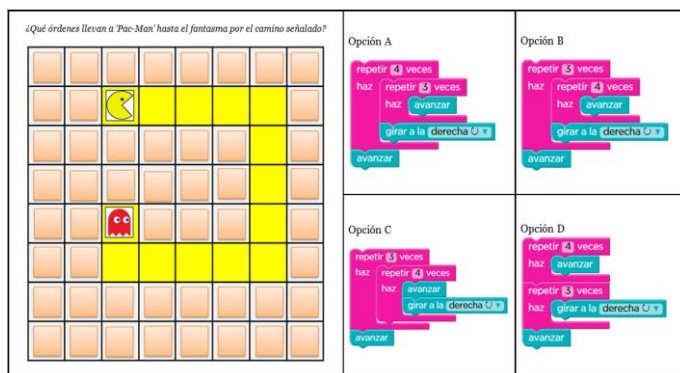 ¿Qué órdenes llevan a 'Pac-Man' hasta el fantasma por el camino señalado?
Opción A
repetir 4 veces
haz repetir 3 veces
haz avanzar
girar a la derecha ↻ ▾
avanzar
Opción B
repetir 3 veces
haz repetir 4 veces
haz avanzar
girar a la derecha ↻ ▾
avanzar
Opción C
repetir 3 veces
haz repetir 4 veces
haz avanzar
girar a la derecha ↻ ▾
avanzar
Opción D
repetir 4 veces
haz avanzar
repetir 3 veces
haz girar a la derecha ↻ ▾
avanzar